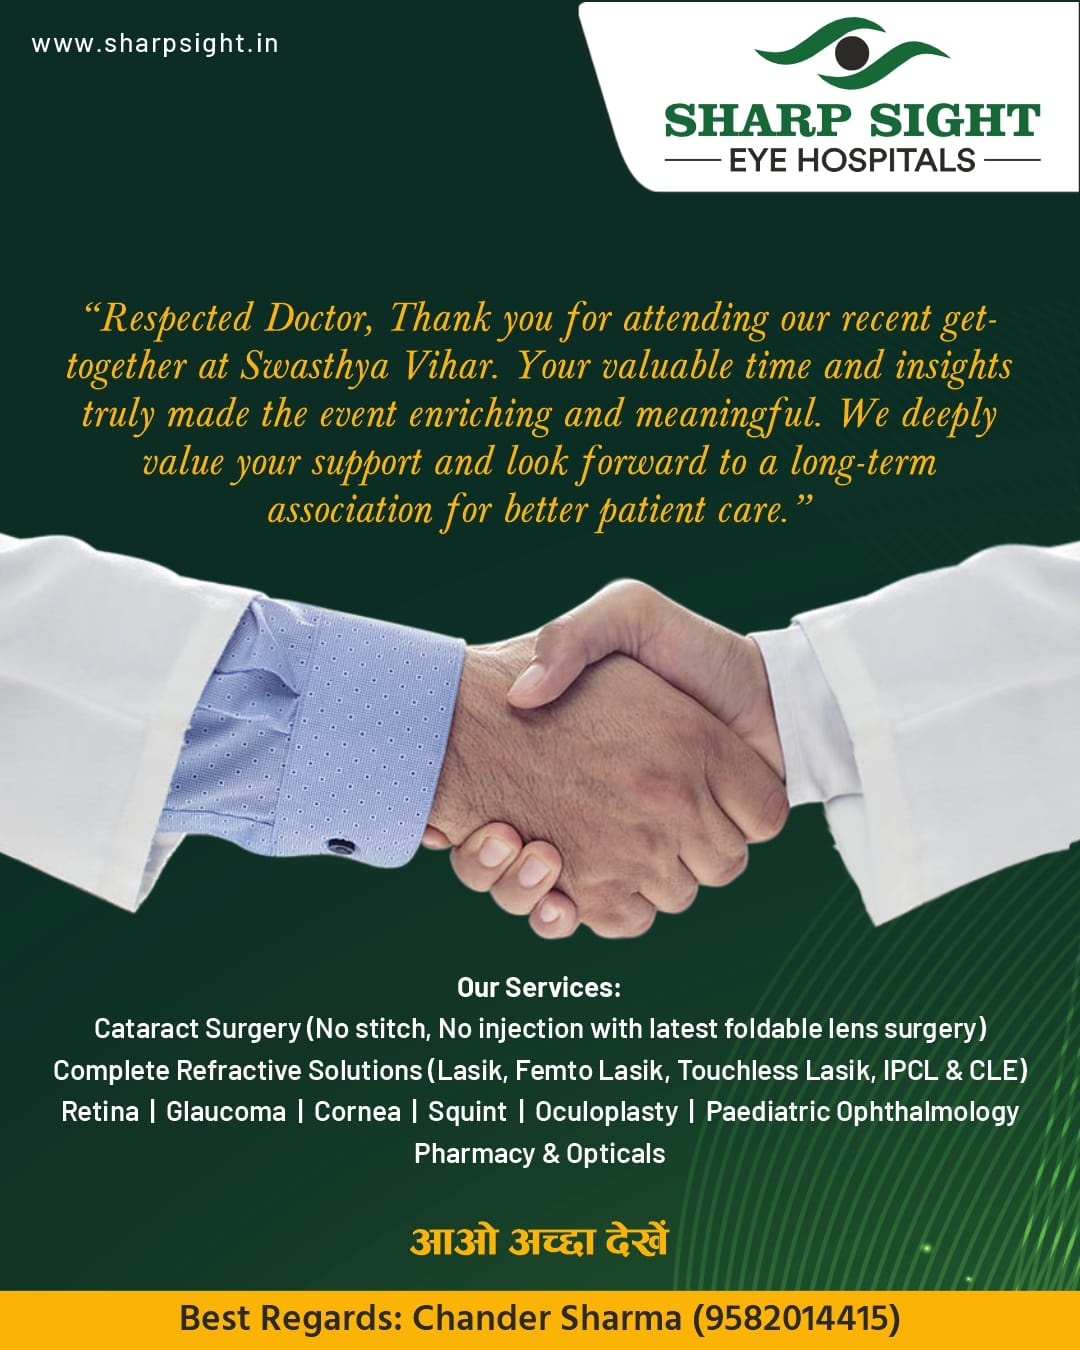 www.sharpsight.in
SHARP SIGHT
EYE HOSPITALS
“Respected Doctor, Thank you for attending our recent get-
together at Swasthya Vihar. Your valuable time and insights
truly made the event enriching and meaningful. We deeply
value your support and look forward to a long-term
association for better patient care.”
Our Services:
Cataract Surgery (No stitch, No injection with latest foldable lens surgery)
Complete Refractive Solutions (Lasik, Femto Lasik, Touchless Lasik, IPCL & CLE)
Retina | Glaucoma | Cornea | Squint | Oculoplasty | Paediatric Ophthalmology
Pharmacy & Opticals
आओ अच्छा देखें
Best Regards: Chander Sharma (9582014415)